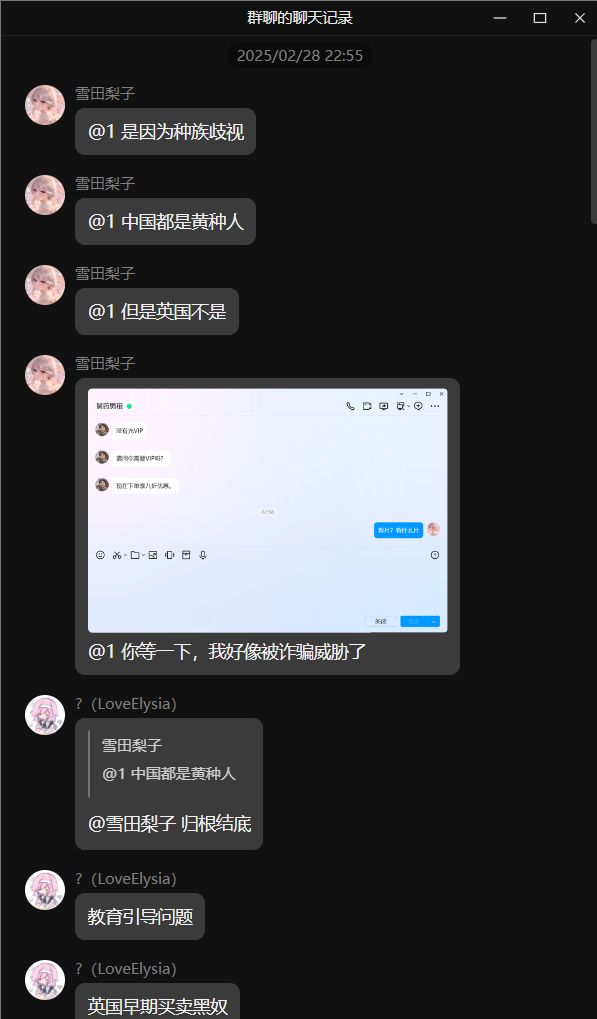 群聊的聊天记录
2025/02/28 22:55
雪田梨子
@1 是因为种族歧视
雪田梨子
@1 中国都是黄种人
雪田梨子
@1 但是英国不是
雪田梨子
没有充VIP
请问你需要VIP吗?
现在下单享八折优惠。
22:54
看片? 看什么片
关闭
发送
@1 你等一下，我好像被诈骗威胁了
?（LoveElysia）
雪田梨子
@1 中国都是黄种人
@雪田梨子 归根结底
?（LoveElysia）
教育引导问题
?（LoveElysia）
英国早期买卖黑奴